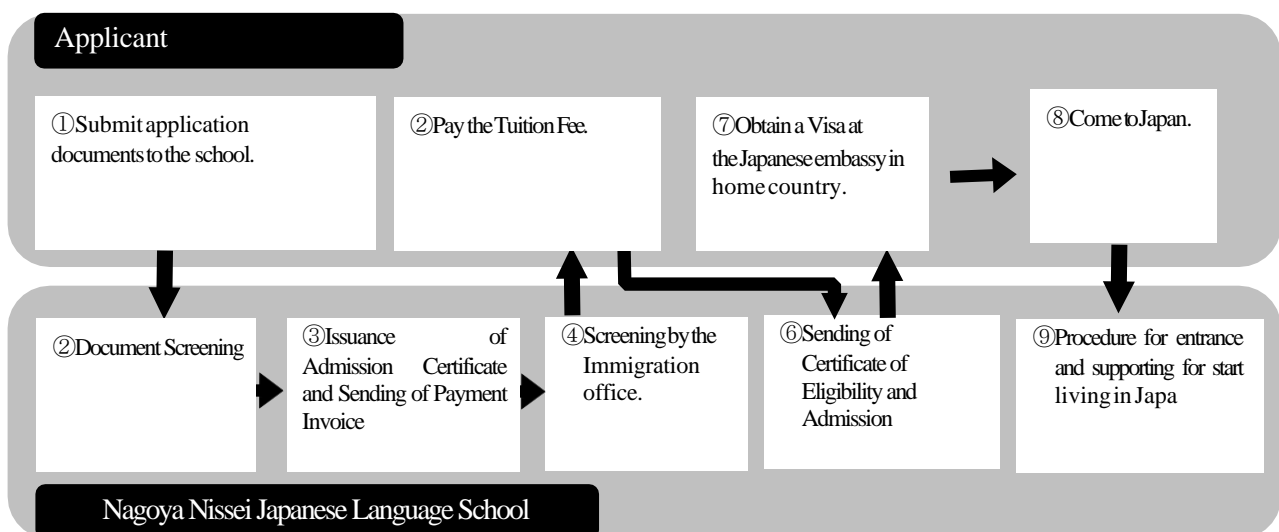 Applicant
①Submit application
documents to the school.
②Pay the Tuition Fee.
⑦Obtain a Visa at
the Japanese embassy in
home country.
⑧Come to Japan.
②Document Screening
③Issuance of
Admission Certificate
and Sending of Payment
Invoice
④Screening by the
Immigration
office.
⑥Sending of
Certificate of
Eligibility and
Admission
⑨Procedure for entrance
and supporting for start
living in Japa
Nagoya Nissei Japanese Language School